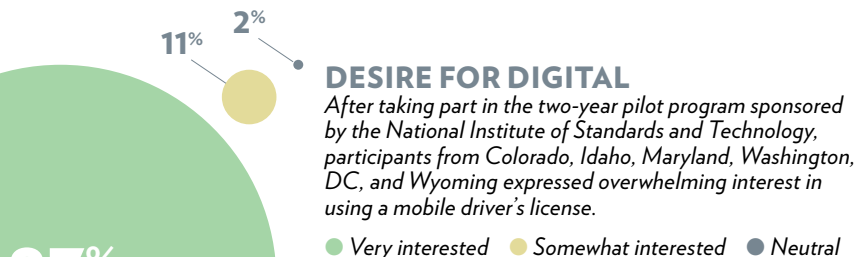 2%
11%
DESIRE FOR DIGITAL
After taking part in the two-year pilot program sponsored
by the National Institute of Standards and Technology,
participants from Colorado, Idaho, Maryland, Washington,
DC, and Wyoming expressed overwhelming interest in
using a mobile driver's license.
Very interested Somewhat interested Neutral